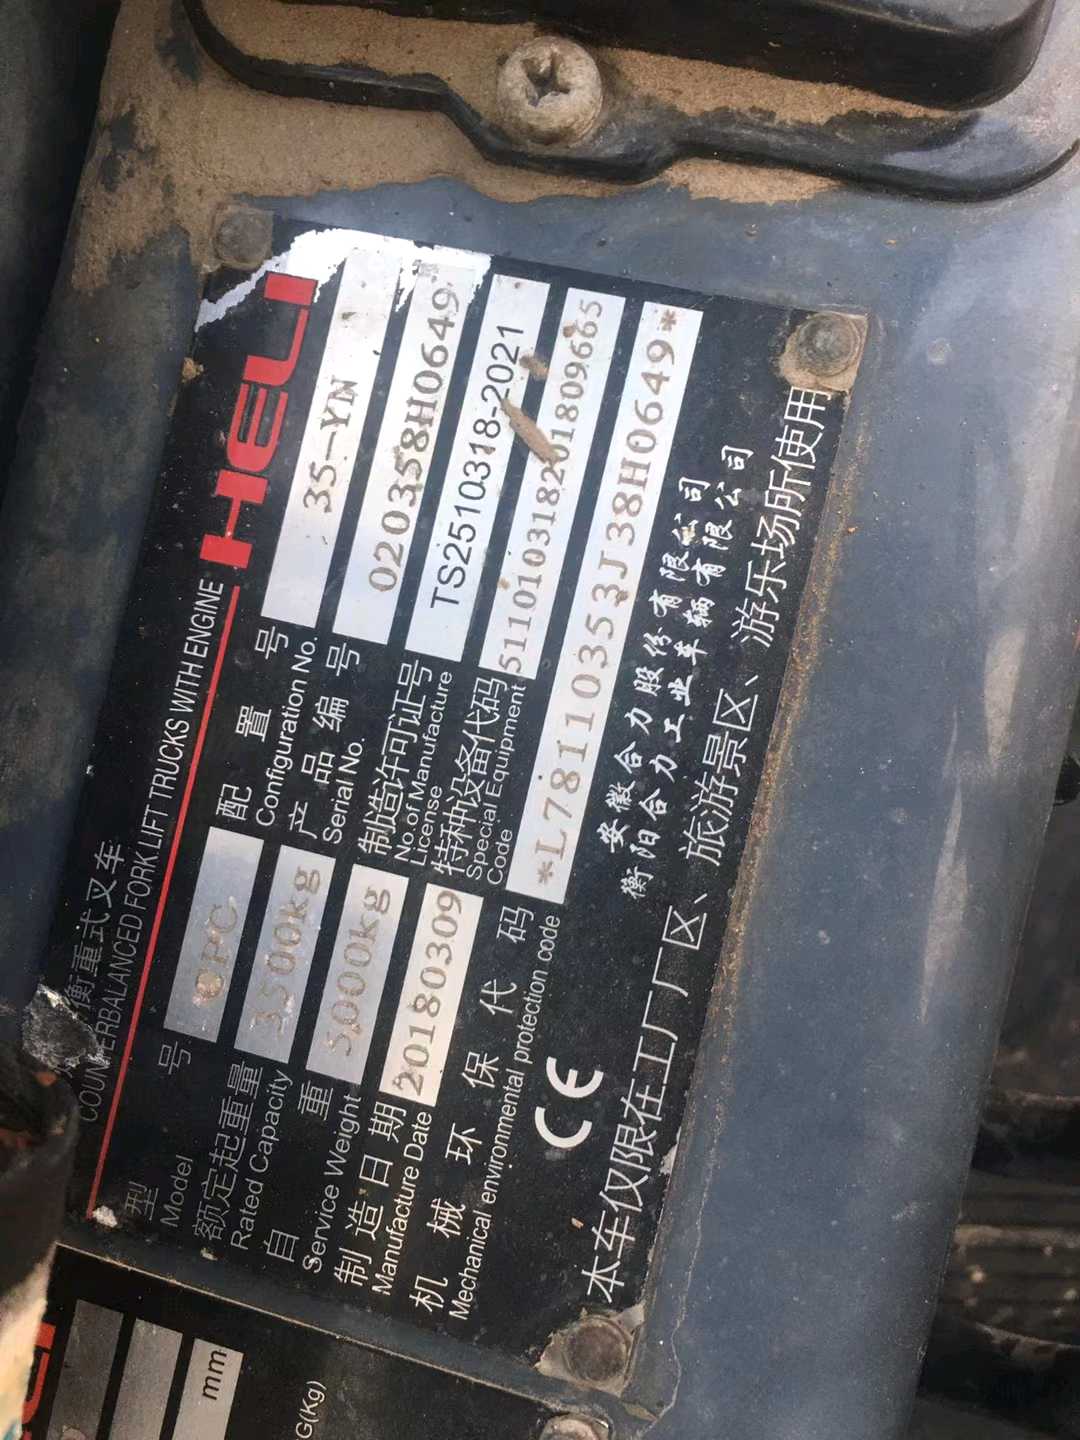 衡重式叉车
COUNTERBALANCED FORK LIFT TRUCKS WITH ENGINE
HELI
型 号
Model
CPC
配 置 号
Configuration No.
35-YN
额定起重量
Rated Capacity
3500kg
产 品 编 号
Serial No.
020358H0649
自 重
Service Weight
5000kg
制造许可证号
No. of Manufacture
License
TS2510318-2021
制 造 日 期
Manufacture Date
20180309
特种设备代码
Special Equipment
Code
511010318201809665
机 械 环 保 代 码
Mechanical environmental protection code
*L78110353J38H0649*
安徽合力股份有限公司
衡阳合力工业车辆有限公司
CE
本车仅限在工厂厂区、旅游景区、游乐场所使用
mm
G(Kg)